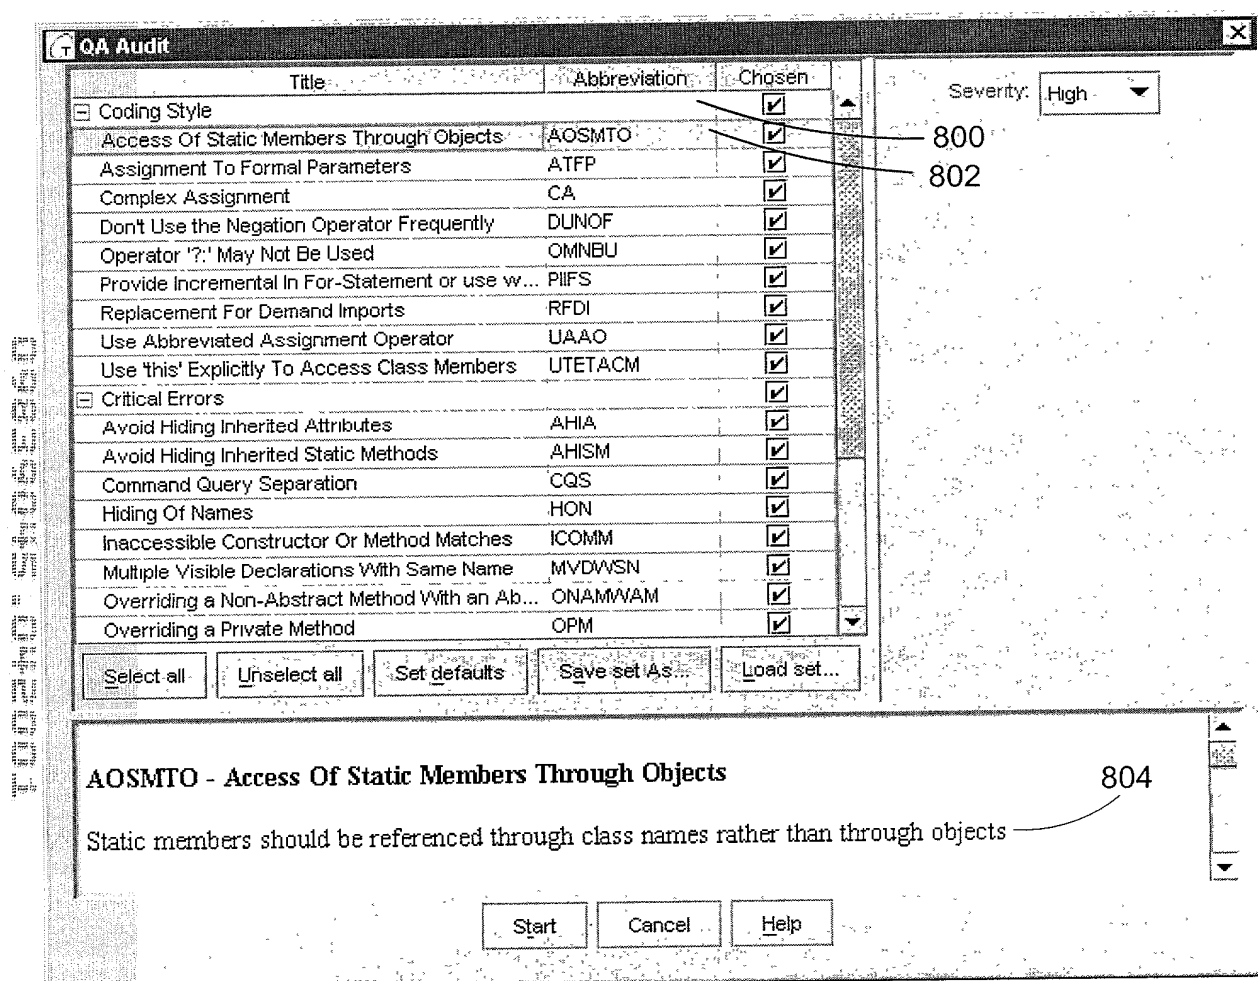 QA Audit
Title Abbreviation Chosen
Severity: High
Coding Style
800
Access Of Static Members Through Objects AOSMTO
802
Assignment To Formal Parameters ATFP
Complex Assignment CA
Don't Use the Negation Operator Frequently DUNOF
Operator '?:' May Not Be Used OMNBU
Provide Incremental In For-Statement or use w... PIIFS
Replacement For Demand Imports RFDI
Use Abbreviated Assignment Operator UAAO
Use 'this' Explicitly To Access Class Members UTETACM
Critical Errors
Avoid Hiding Inherited Attributes AHIA
Avoid Hiding Inherited Static Methods AHISM
Command Query Separation CQS
Hiding Of Names HON
Inaccessible Constructor Or Method Matches ICOMM
Multiple Visible Declarations With Same Name MVDWSN
Overriding a Non-Abstract Method With an Ab... ONAMWAM
Overriding a Private Method OPM
Select all Unselect all Set defaults Save set As... Load set...
AOSMTO - Access Of Static Members Through Objects
804
Static members should be referenced through class names rather than through objects
Start Cancel Help